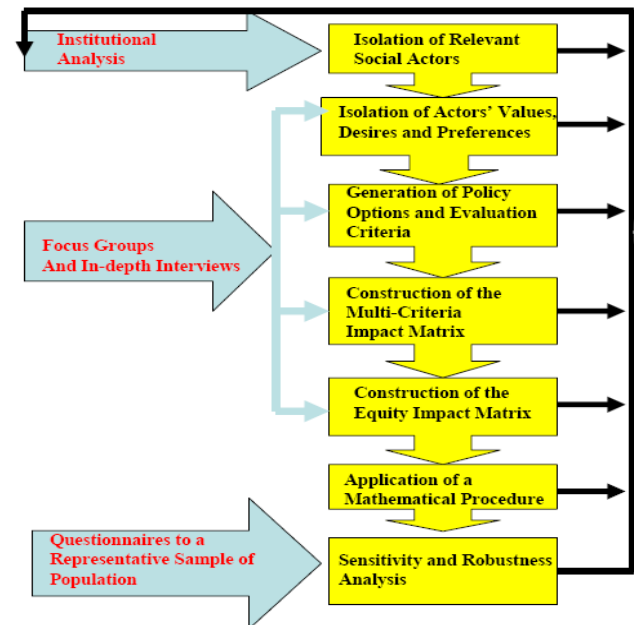 Institutional
Analysis
Isolation of Relevant
Social Actors
Isolation of Actors' Values,
Desires and Preferences
Generation of Policy
Options and Evaluation
Criteria
Focus Groups
And In-depth Interviews
Construction of the
Multi-Criteria
Impact Matrix
Construction of the
Equity Impact Matrix
Application of a
Mathematical Procedure
Questionnaires to a
Representative Sample of
Population
Sensitivity and Robustness
Analysis